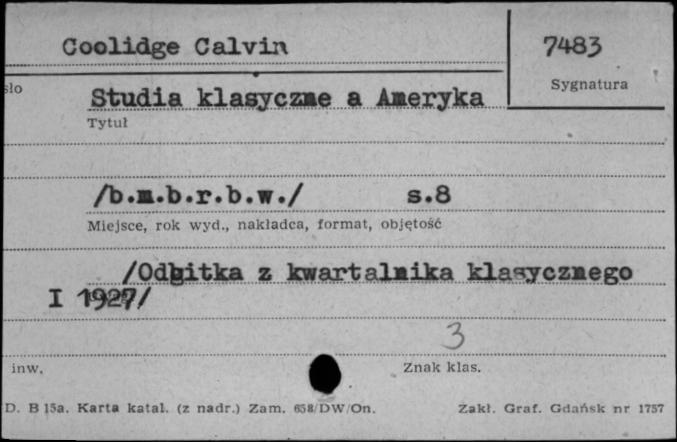 Coolidge Calvin
7483
Sygnatura
sło
Studia klasyczne a Ameryka
Tytuł
/b.m.b.r.b.w./ s.8
Miejsce, rok wyd., nakładca, format, objętość
/Odbitka z kwartalnika klasycznego
I 1927/
3
inw.
Znak klas.
D. B 15a. Karta katal. (z nadr.) Zam. 658/DW/On.
Zakł. Graf. Gdańsk nr 1757